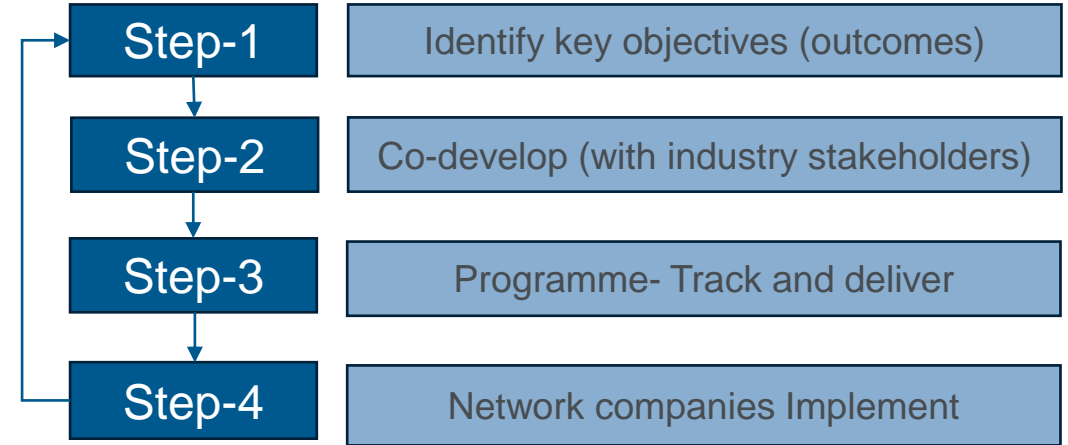 Step-1
Identify key objectives (outcomes)
Step-2
Co-develop (with industry stakeholders)
Step-3
Programme- Track and deliver
Step-4
Network companies Implement